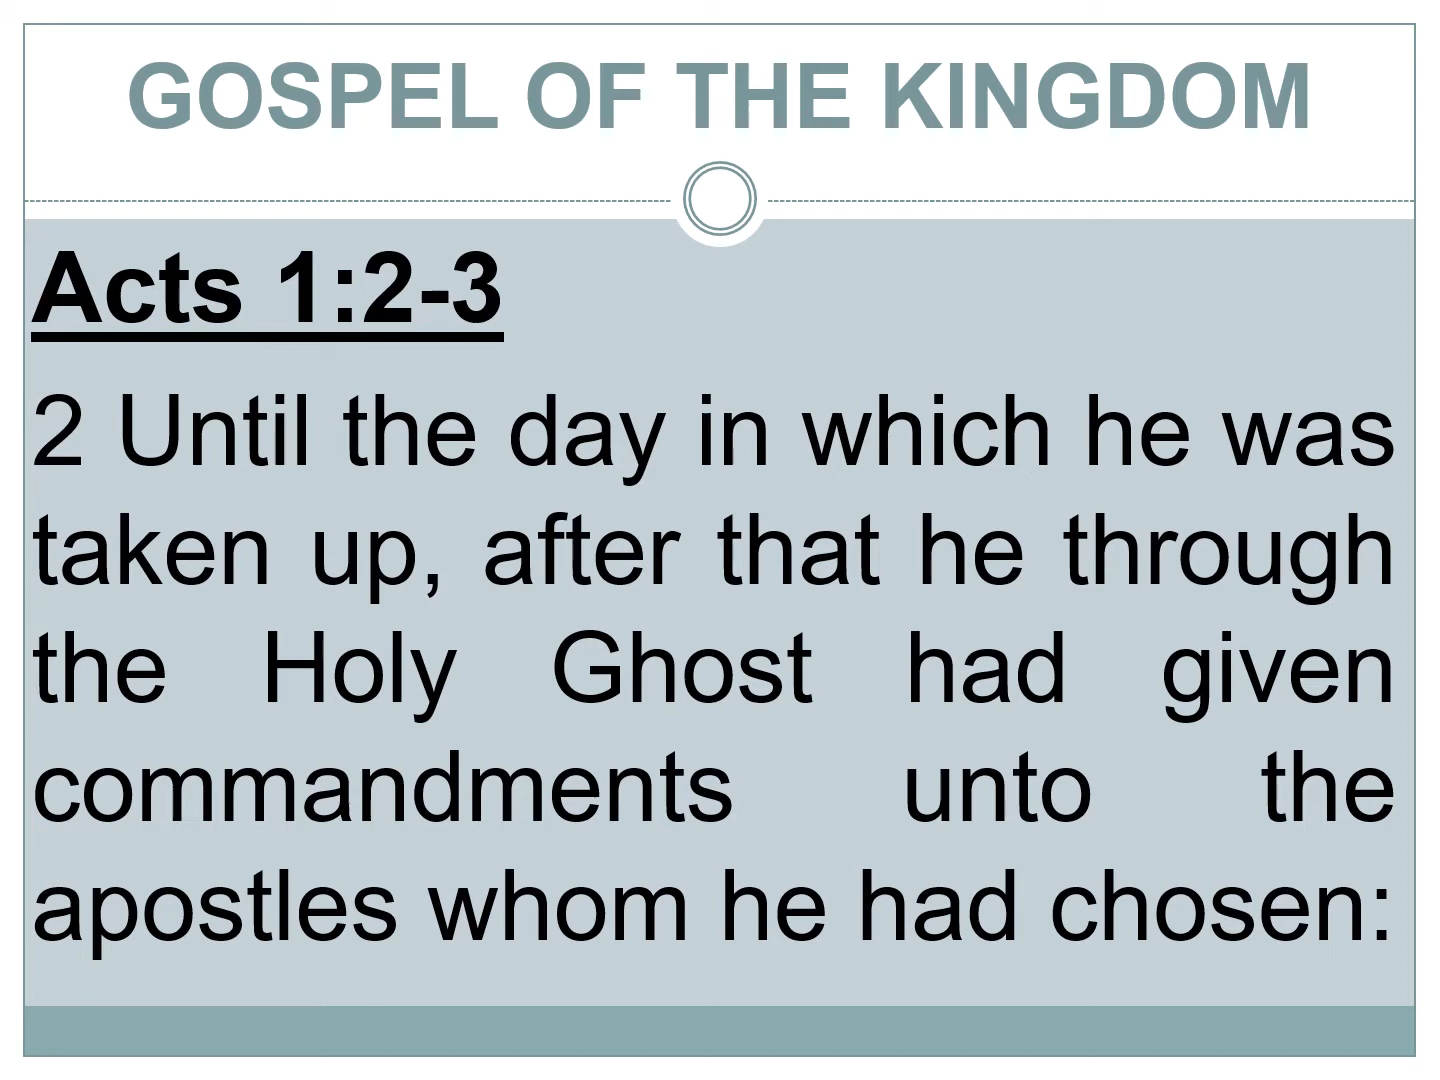 GOSPEL OF THE KINGDOM
Acts 1:2-3
2 Until the day in which he was
taken up, after that he through
the Holy Ghost had given
commandments unto the
apostles whom he had chosen: